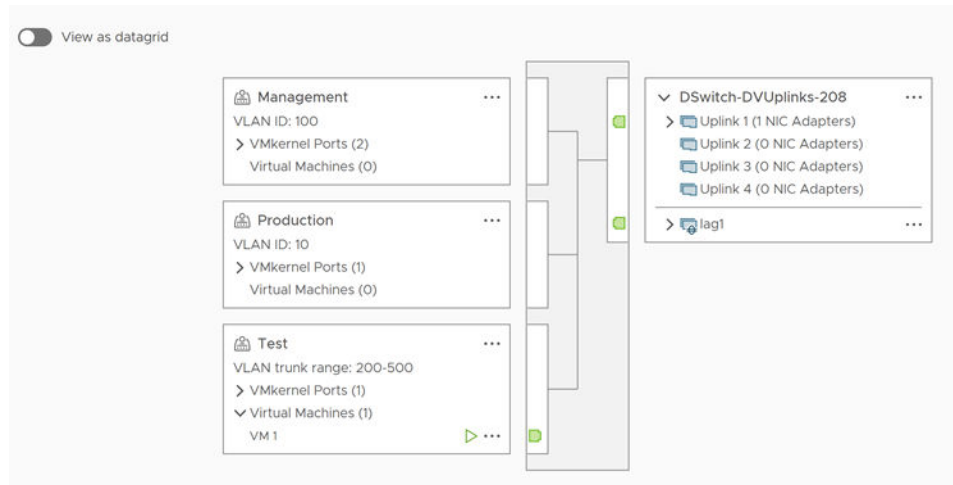 View as datagrid
Management
VLAN ID: 100
VMkernel Ports (2)
Virtual Machines (0)
Production
VLAN ID: 10
VMkernel Ports (1)
Virtual Machines (0)
Test
VLAN trunk range: 200-500
VMkernel Ports (1)
Virtual Machines (1)
VM 1
DSwitch-DVUplinks-208
Uplink 1 (1 NIC Adapters)
Uplink 2 (0 NIC Adapters)
Uplink 3 (0 NIC Adapters)
Uplink 4 (0 NIC Adapters)
lag1